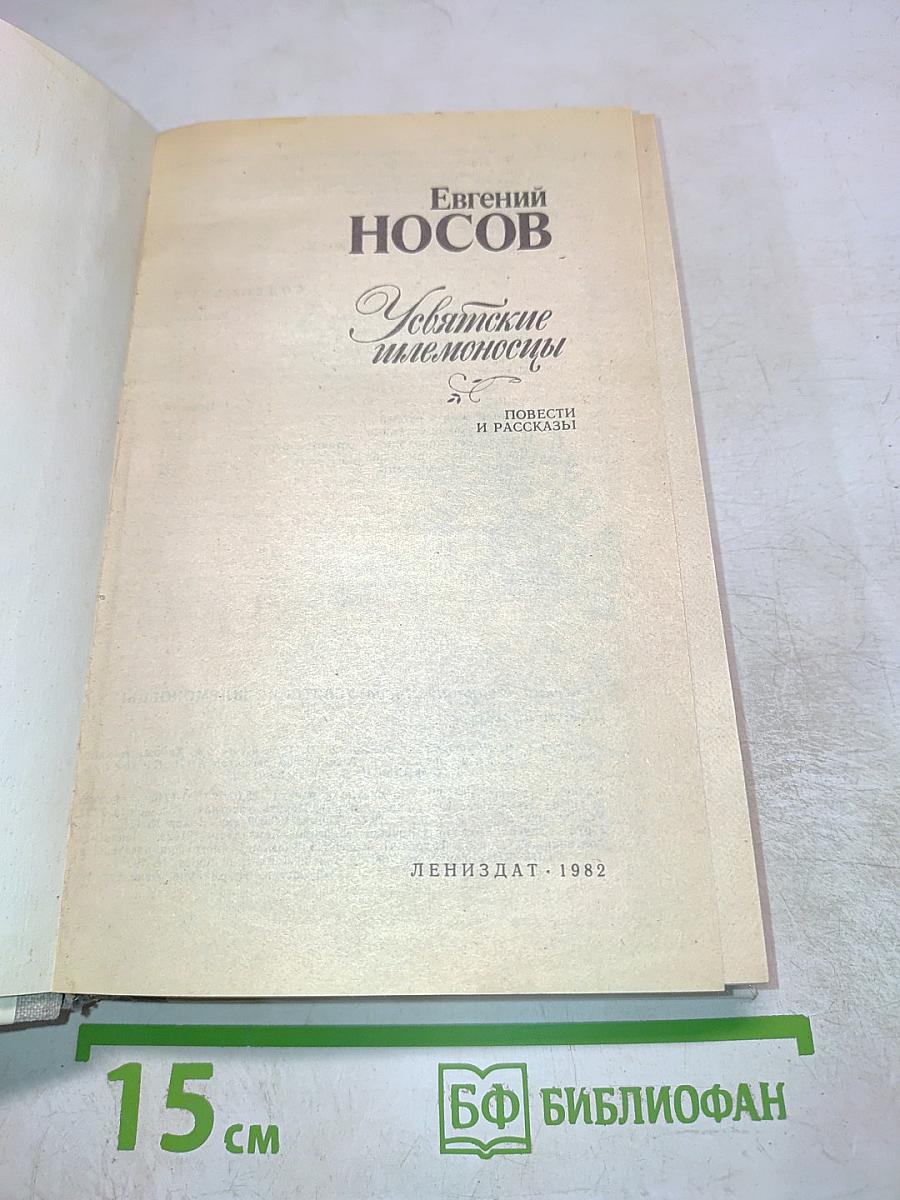 Евгений
НОСОВ
Усвятские
шлемоносцы
ПОВЕСТИ
И РАССКАЗЫ
ЛЕНИЗДАТ · 1982
15 см
БФ БИБЛИОФАН